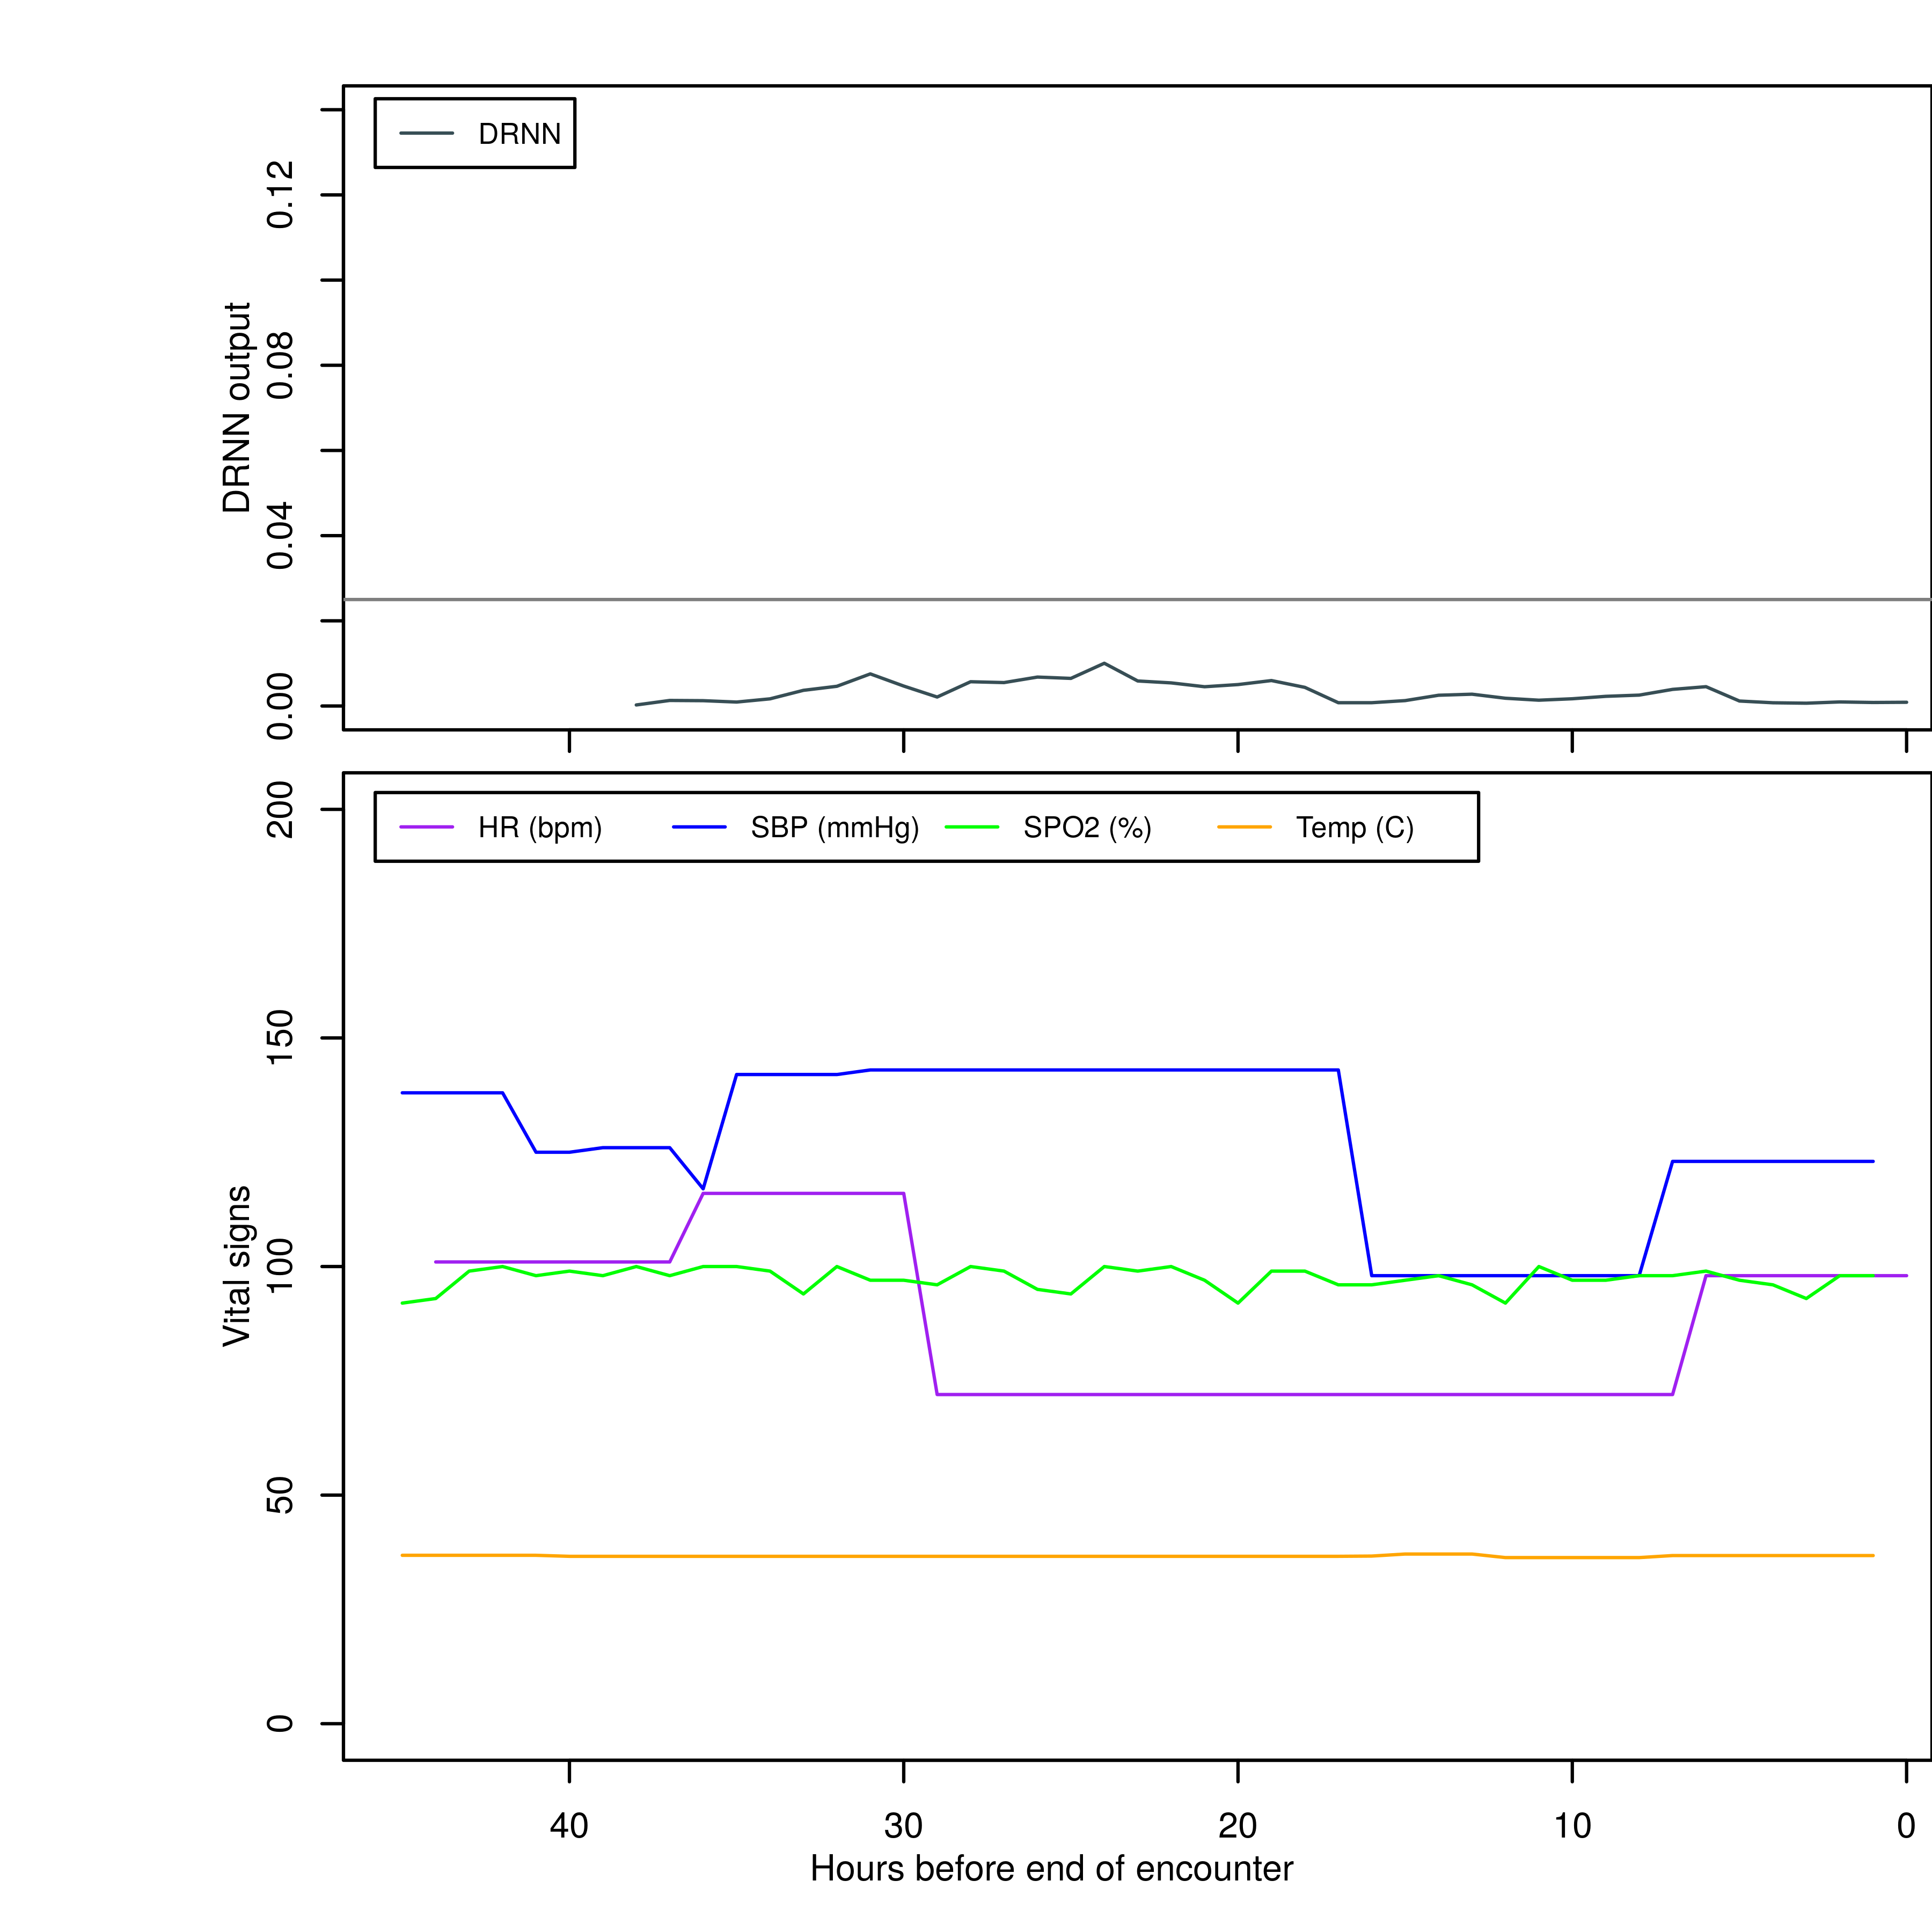 DRNN
DRNN output
0.00 0.04 0.08 0.12
HR (bpm) SBP (mmHg) SPO2 (%) Temp (C)
Vital signs
0 50 100 150 200
40 30 20 10 0
Hours before end of encounter